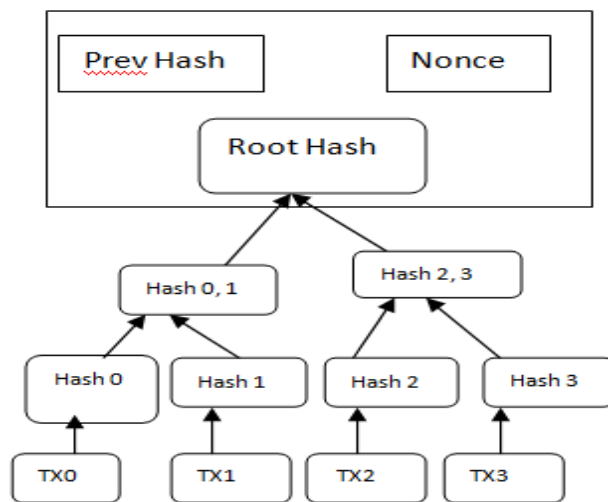 Prev Hash
Nonce
Root Hash
Hash 0, 1
Hash 2, 3
Hash 0
Hash 1
Hash 2
Hash 3
TX0
TX1
TX2
TX3